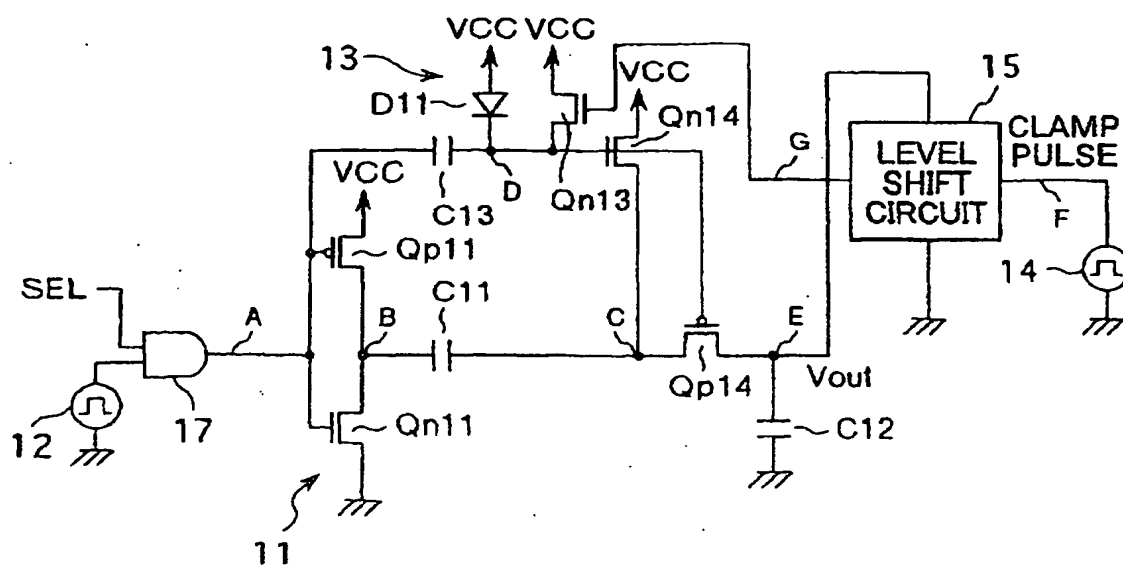 VCC VCC
13
VCC
15
D11
Qn14
CLAMP
PULSE
G
LEVEL
SHIFT
CIRCUIT
VCC
D
C13
Qn13
F
Qp11
14
SEL
C11
A
B
C
E
Qp14
Vout
12
17
Qn11
C12
11